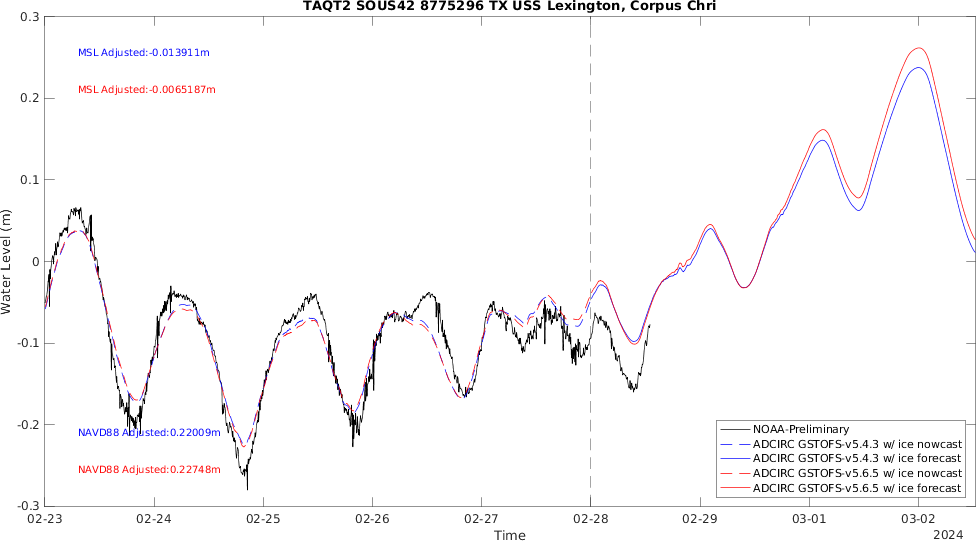 TAQT2 SOUS42 8775296 TX USS Lexington, Corpus Chri
0.3
MSL Adjusted:-0.013911m
MSL Adjusted:-0.0065187m
0.2
0.1
0
Water Level (m)
-0.1
-0.2
NAVD88 Adjusted:0.22009m
NAVD88 Adjusted:0.22748m
-0.3
NOAA-Preliminary
ADCIRC GSTOFS-v5.4.3 w/ ice nowcast
ADCIRC GSTOFS-v5.4.3 w/ ice forecast
ADCIRC GSTOFS-v5.6.5 w/ ice nowcast
ADCIRC GSTOFS-v5.6.5 w/ ice forecast
02-23 02-24 02-25 02-26 02-27 02-28 02-29 03-01 03-02
Time
2024